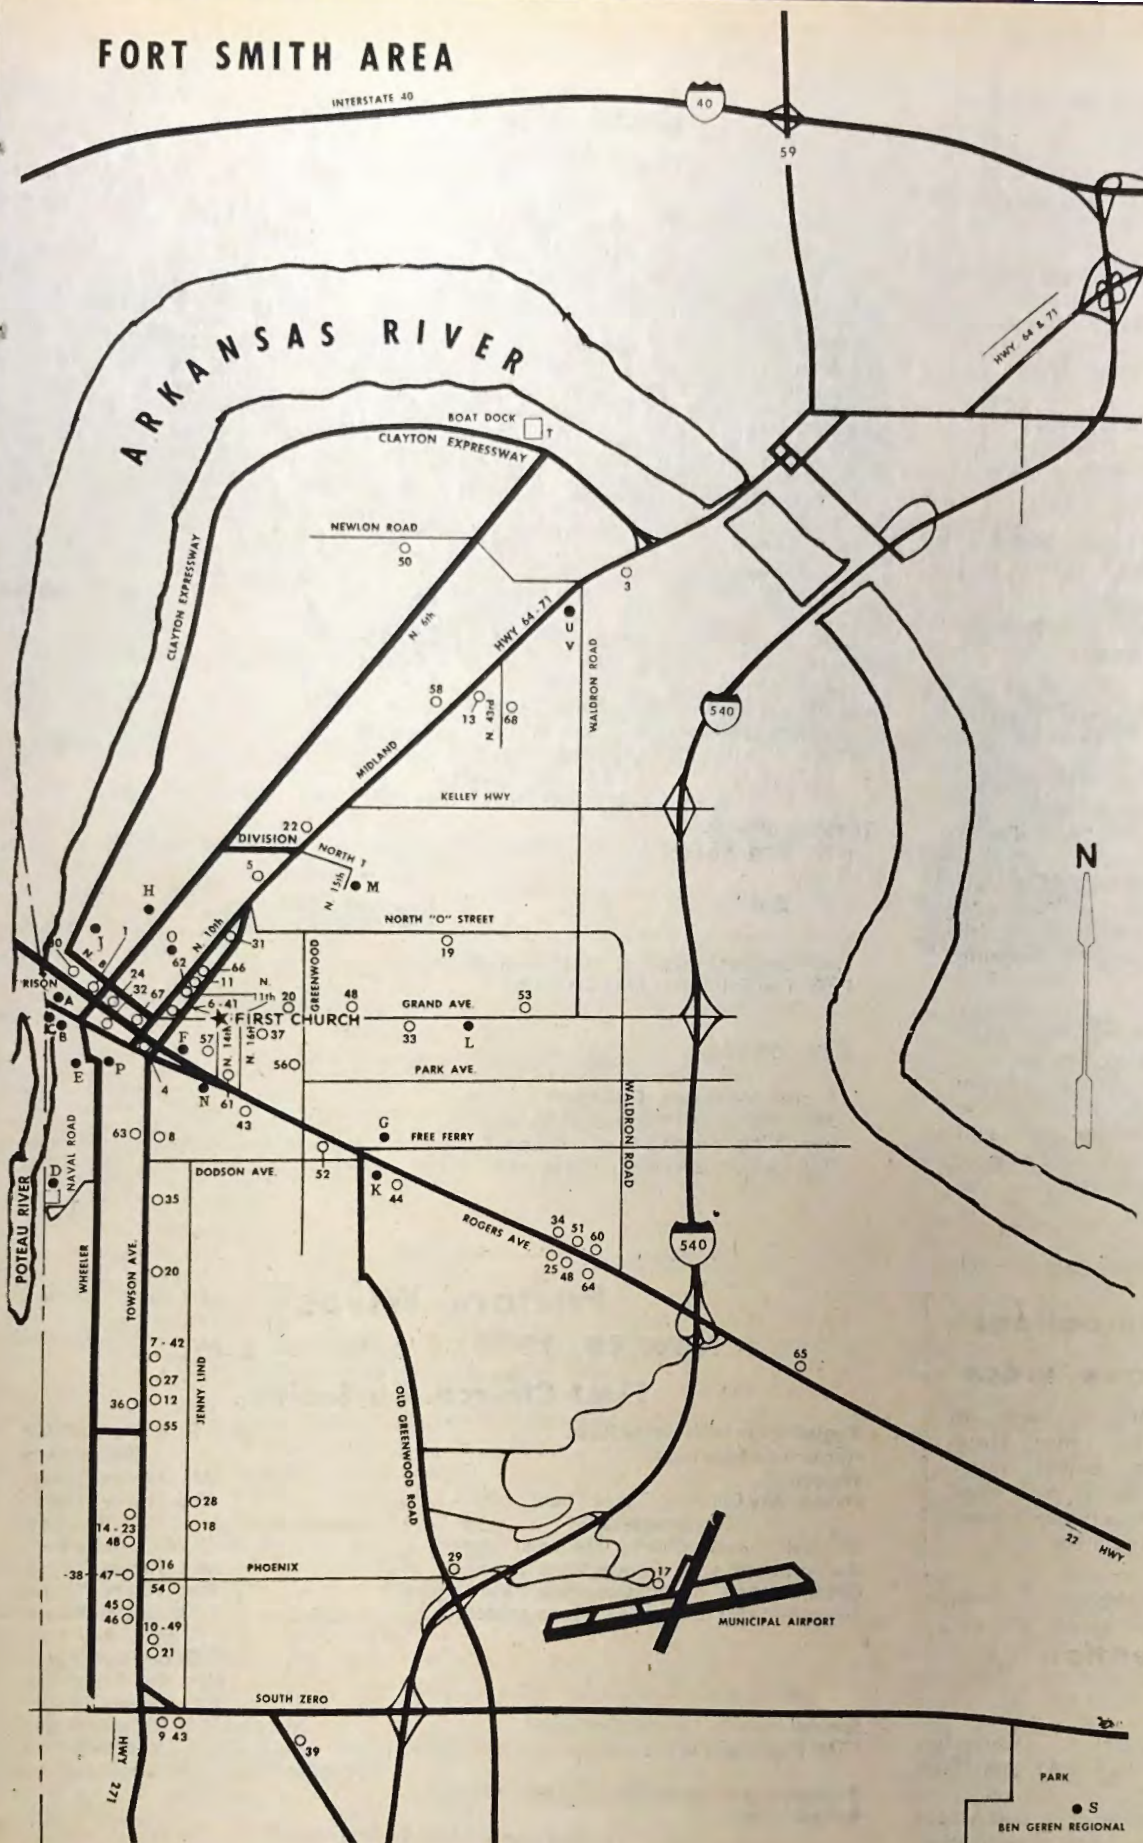 FORT SMITH AREA
INTERSTATE 40
40
59
HWY. 64 & 71
ARKANSAS RIVER
BOAT DOCK
T
CLAYTON EXPRESSWAY
NEWLON ROAD
50
3
CLAYTON EXPRESSWAY
N. 6th
HWY 64-71
U
V
WALDRON ROAD
58
13
N. 43rd
68
540
MIDLAND
KELLEY HWY
22
DIVISION
NORTH T
5
N. 15th
M
N
H
J
1
O
N. 10th
31
NORTH "O" STREET
19
N. B
62
66
11
24
32
67
6 - 41
N.
11th
20
GREENWOOD
48
GRAND AVE.
53
RISON
A
B
FIRST CHURCH
33
L
F
57
N. 14th
N. 16th
37
E
P
4
56
PARK AVE.
N
61
43
WALDRON ROAD
63
8
G
FREE FERRY
NAVAL ROAD
D
DODSON AVE.
52
K
44
POTEAU RIVER
35
ROGERS AVE.
34
51
60
25
48
64
540
WHEELER
TOWSON AVE.
20
7 - 42
27
12
36
55
JENNY LIND
OLD GREENWOOD ROAD
65
28
18
14 - 23
48
16
PHOENIX
29
17
-38-
47
54
45
46
MUNICIPAL AIRPORT
22 HWY.
10 - 49
21
SOUTH ZERO
9 43
39
HWY 271
PARK
S
BEN GEREN REGIONAL